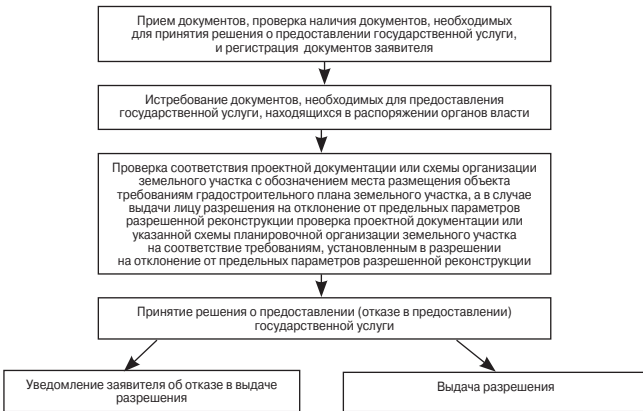 Прием документов, проверка наличия документов, необходимых
для принятия решения о предоставлении государственной услуги,
и регистрация документов заявителя
Истребование документов, необходимых для предоставления
государственной услуги, находящихся в распоряжении органов власти
Проверка соответствия проектной документации или схемы организации
земельного участка с обозначением места размещения объекта
требованиям градостроительного плана земельного участка, а в случае
выдачи лицу разрешения на отклонение от предельных параметров
разрешенной реконструкции проверка проектной документации или
указанной схемы планировочной организации земельного участка
на соответствие требованиям, установленным в разрешении
на отклонение от предельных параметров разрешенной реконструкции
Принятие решения о предоставлении (отказе в предоставлении)
государственной услуги
Уведомление заявителя об отказе в выдаче
разрешения
Выдача разрешения